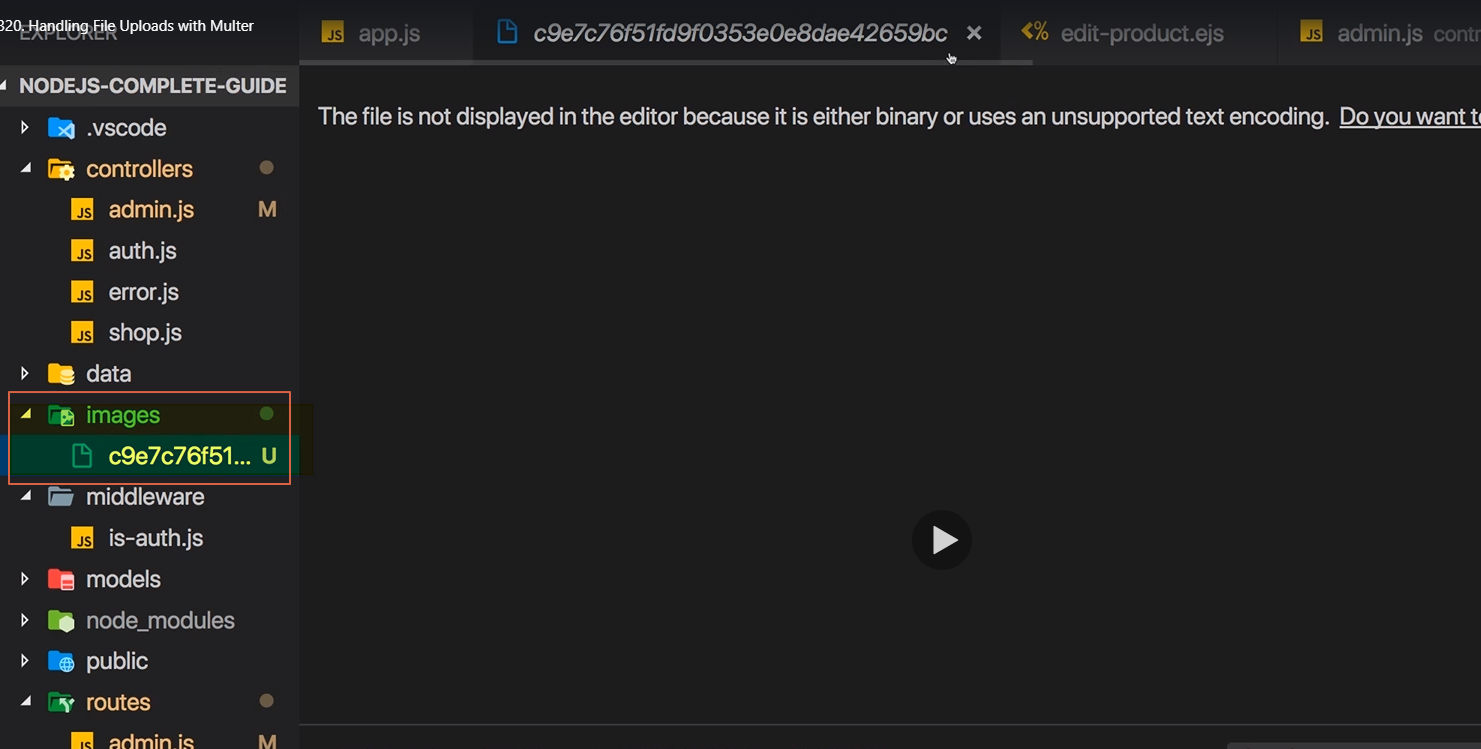 320. Handling File Uploads with Multer
EXPLORER
JS app.js
c9e7c76f51fd9f0353e0e8dae42659bc ×
<% edit-product.ejs
JS admin.js contr
NODEJS-COMPLETE-GUIDE
The file is not displayed in the editor because it is either binary or uses an unsupported text encoding. Do you want to
.vscode
controllers
JS admin.js M
JS auth.js
JS error.js
JS shop.js
data
images
c9e7c76f51... U
middleware
JS is-auth.js
models
node_modules
public
routes
JS admin.js M